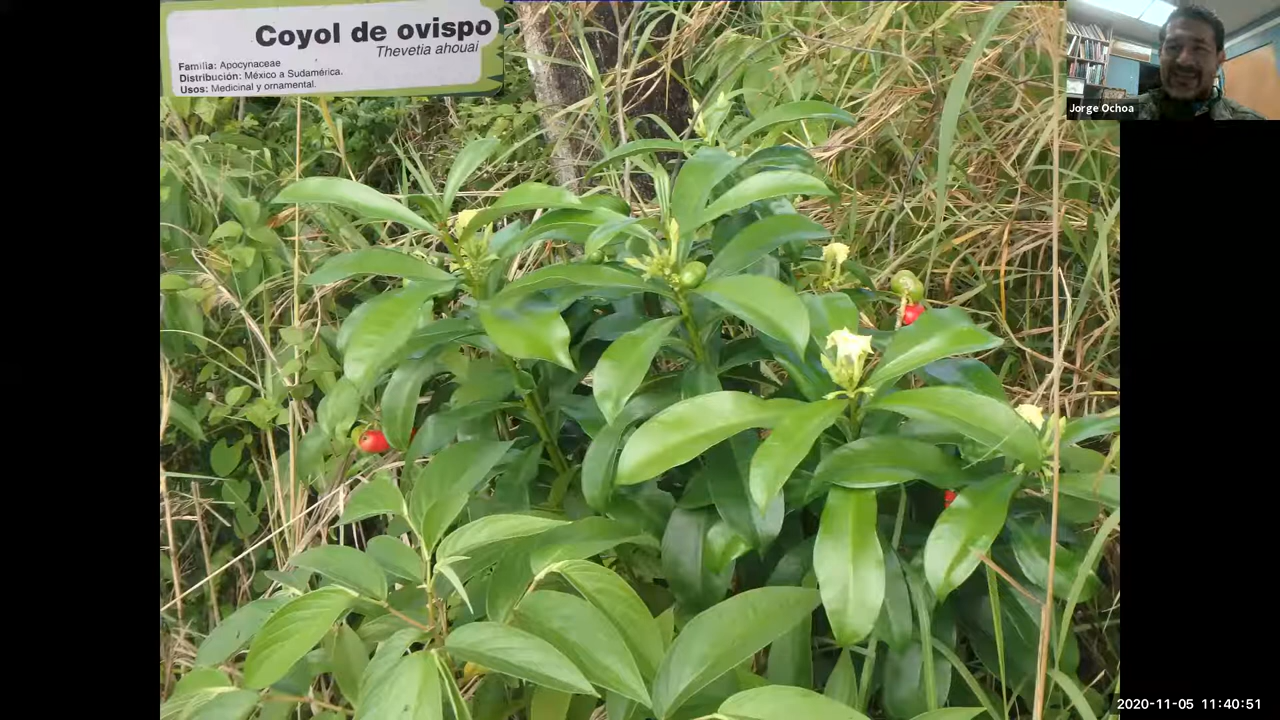 Coyol de ovispo
Thevetia ahouai
Familia: Apocynaceae
Distribución: México a Sudamérica.
Usos: Medicinal y ornamental.
Jorge Ochoa
2020-11-05 11:40:51